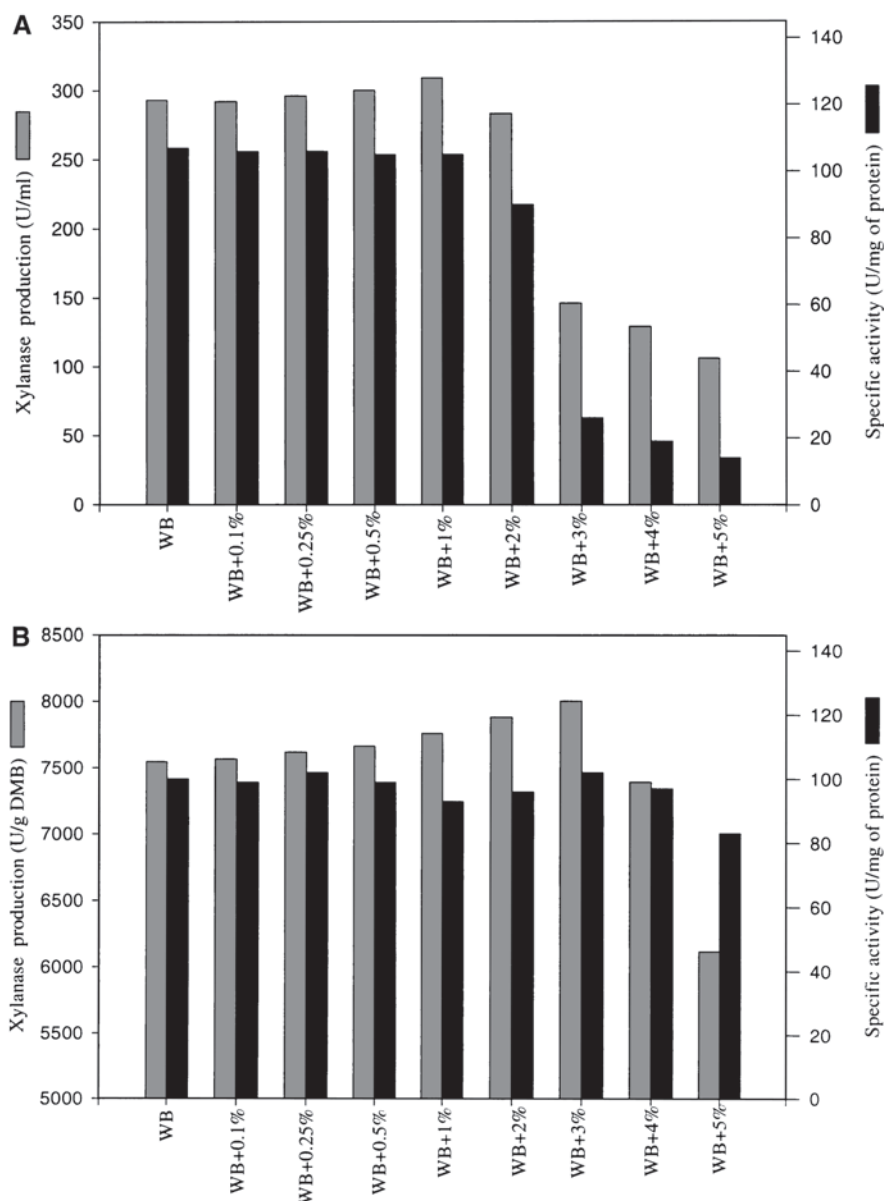 A
Xylanase production (U/ml)
350
300
250
200
150
100
50
0
140
120
100
80
60
40
20
0
Specific activity (U/mg of protein)
WB
WB+0.1%
WB+0.25%
WB+0.5%
WB+1%
WB+2%
WB+3%
WB+4%
WB+5%
B
Xylanase production (U/g DMB)
8500
8000
7500
7000
6500
6000
5500
5000
140
120
100
80
60
40
20
0
Specific activity (U/mg of protein)
WB
WB+0.1%
WB+0.25%
WB+0.5%
WB+1%
WB+2%
WB+3%
WB+4%
WB+5%